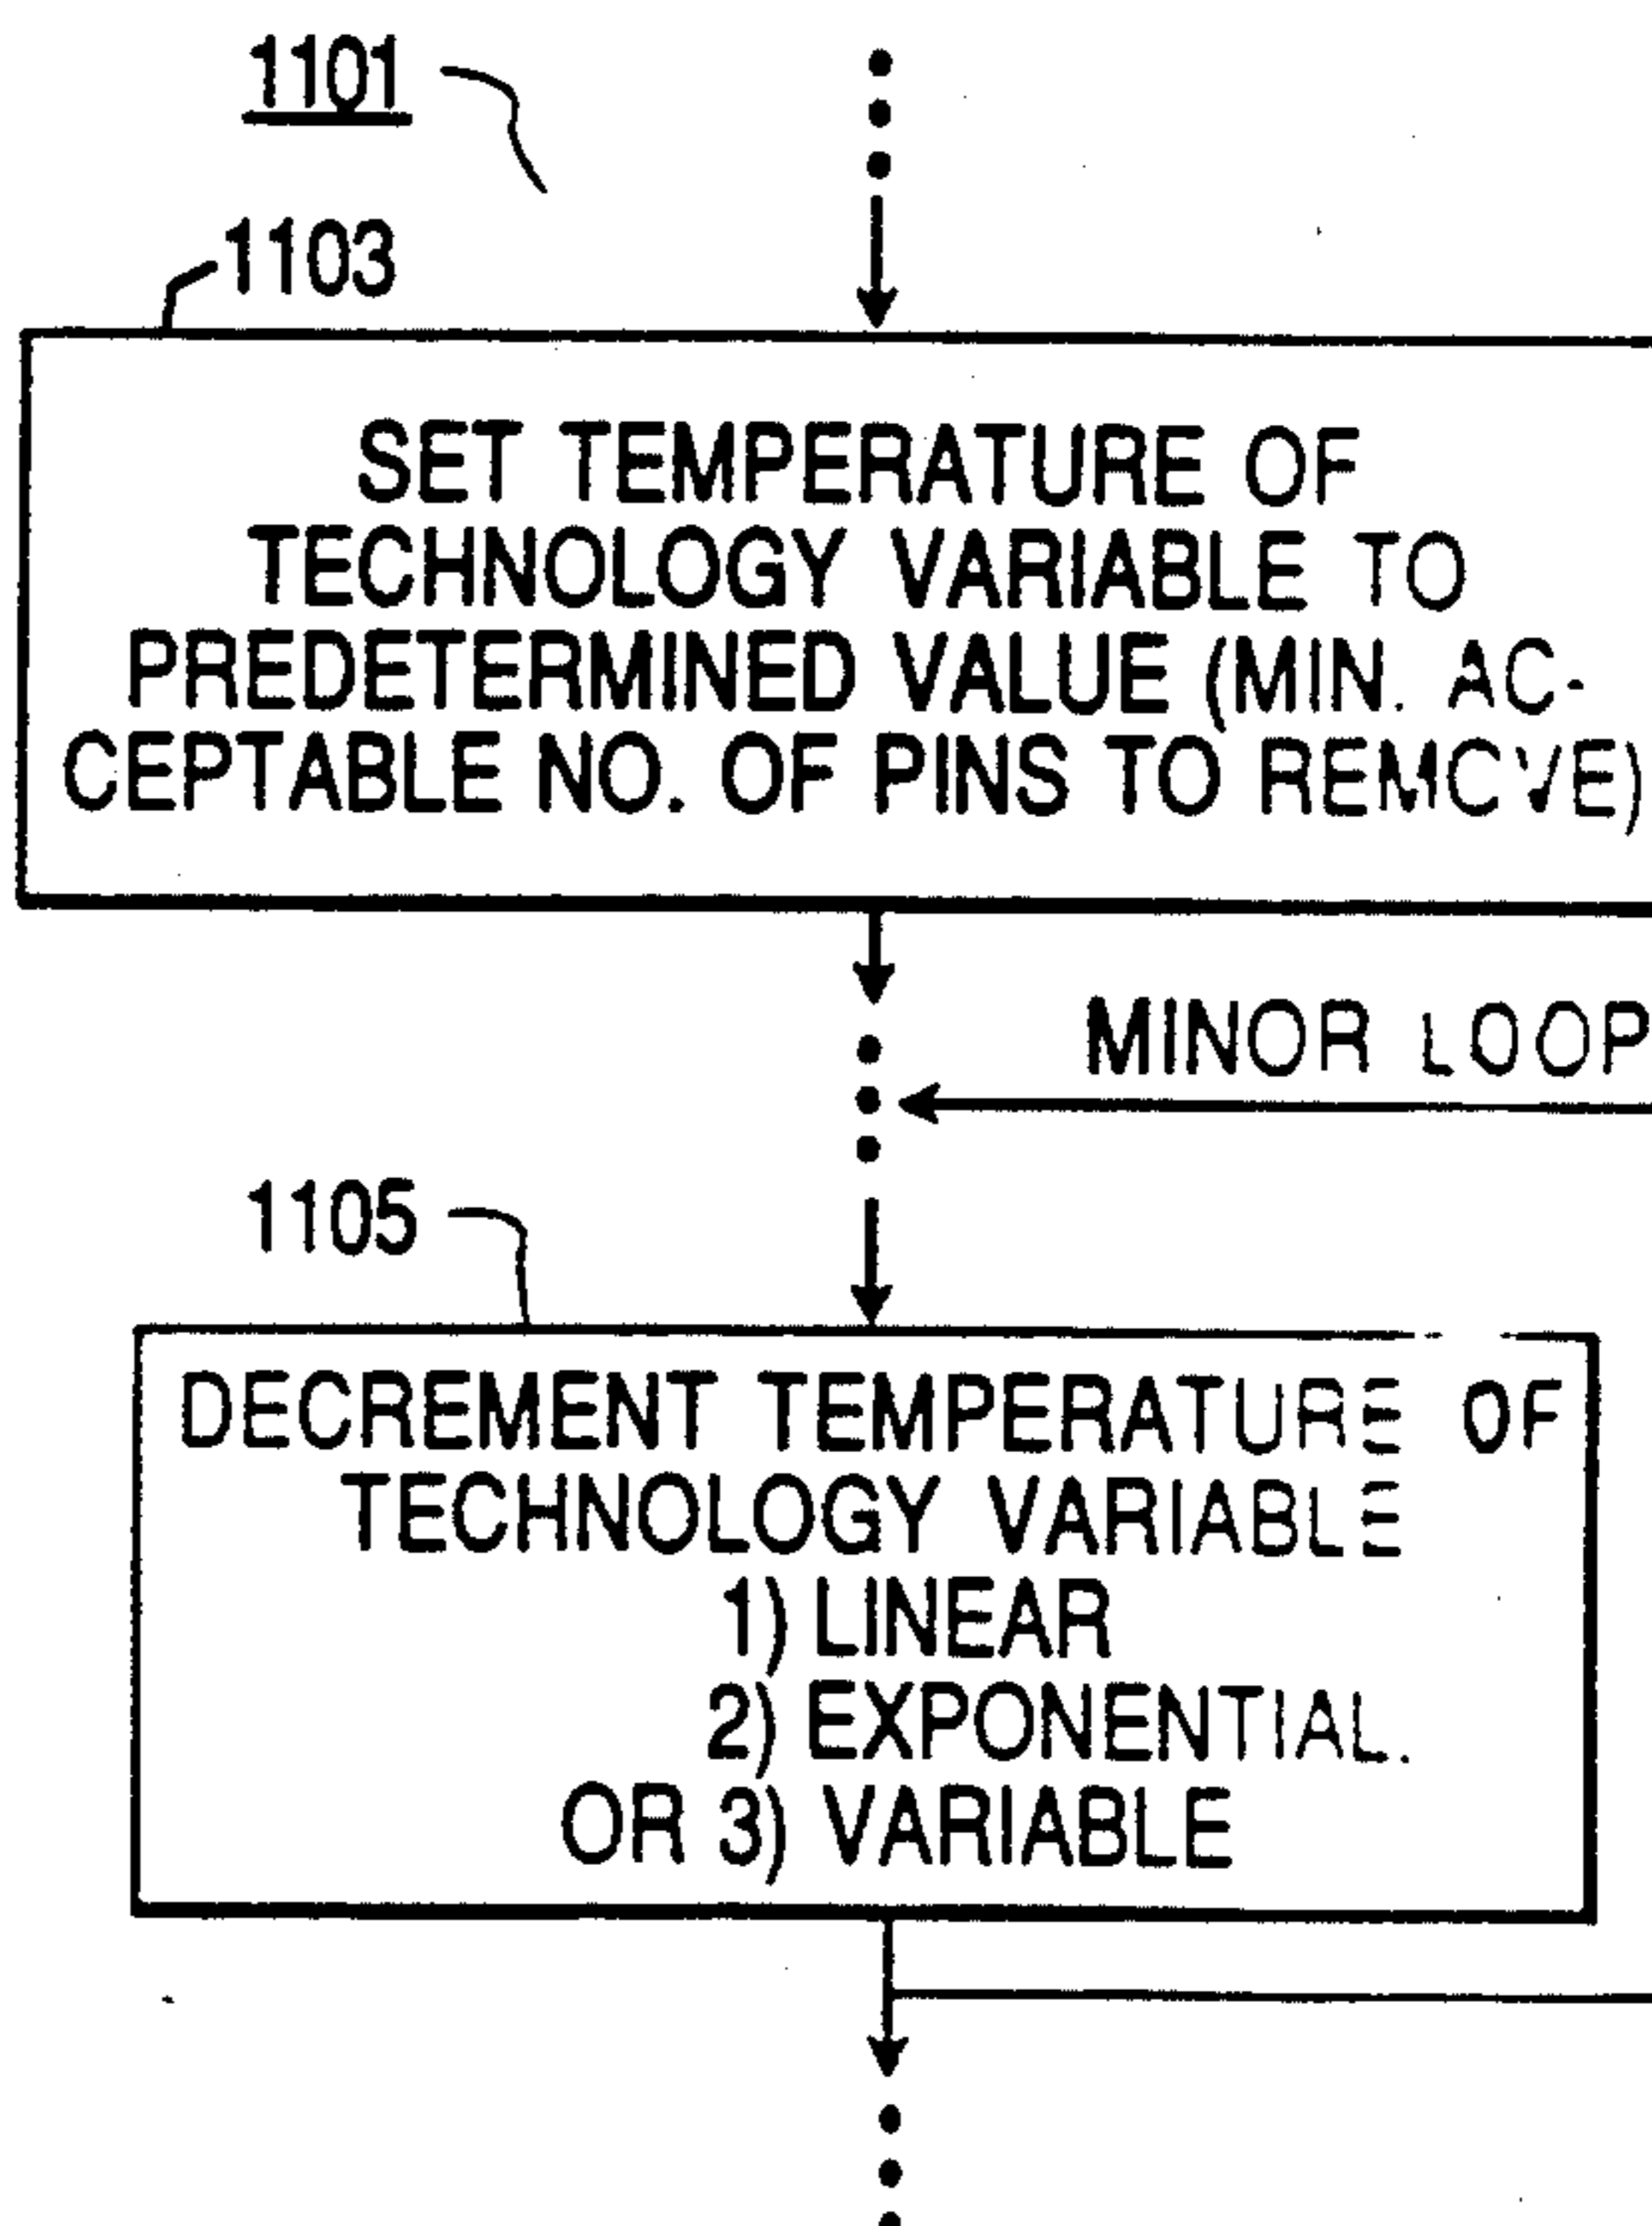 1101
1103
SET TEMPERATURE OF
TECHNOLOGY VARIABLE TO
PREDETERMINED VALUE (MIN. AC-
CEPTABLE NO. OF PINS TO REMOVE)
MINOR LOOP
1105
DECREMENT TEMPERATURE OF
TECHNOLOGY VARIABLE
1) LINEAR
2) EXPONENTIAL.
OR 3) VARIABLE